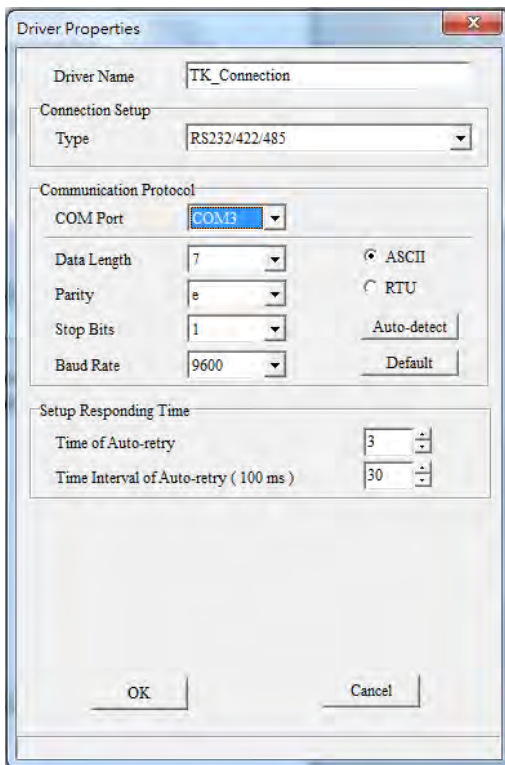 Driver Properties
Driver Name TK_Connection
Connection Setup
Type RS232/422/485
Communication Protocol
COM Port COM3
Data Length 7 ASCII
Parity e RTU
Stop Bits 1 Auto-detect
Baud Rate 9600 Default
Setup Responding Time
Time of Auto-retry 3
Time Interval of Auto-retry ( 100 ms ) 30
OK Cancel